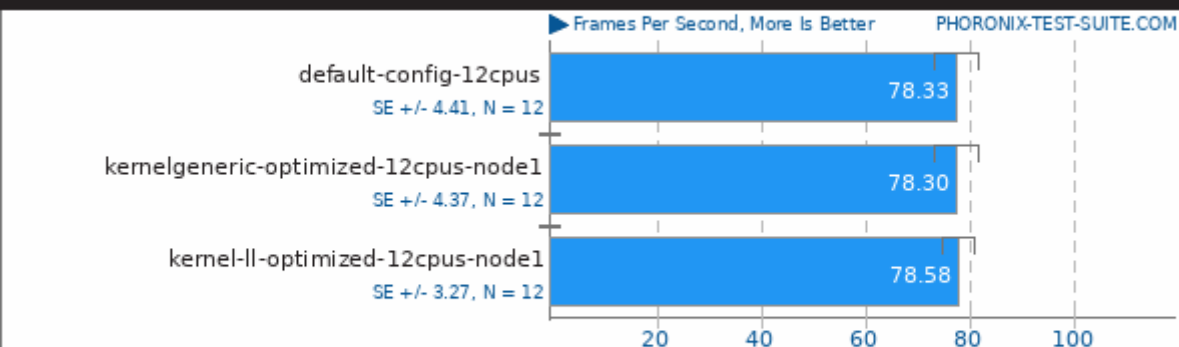 Frames Per Second, More Is Better PHORONIX-TEST-SUITE.COM
default-config-12cpus
78.33
SE +/- 4.41, N = 12
kernelgeneric-optimized-12cpus-node1
78.30
SE +/- 4.37, N = 12
kernel-ll-optimized-12cpus-node1
78.58
SE +/- 3.27, N = 12
20 40 60 80 100